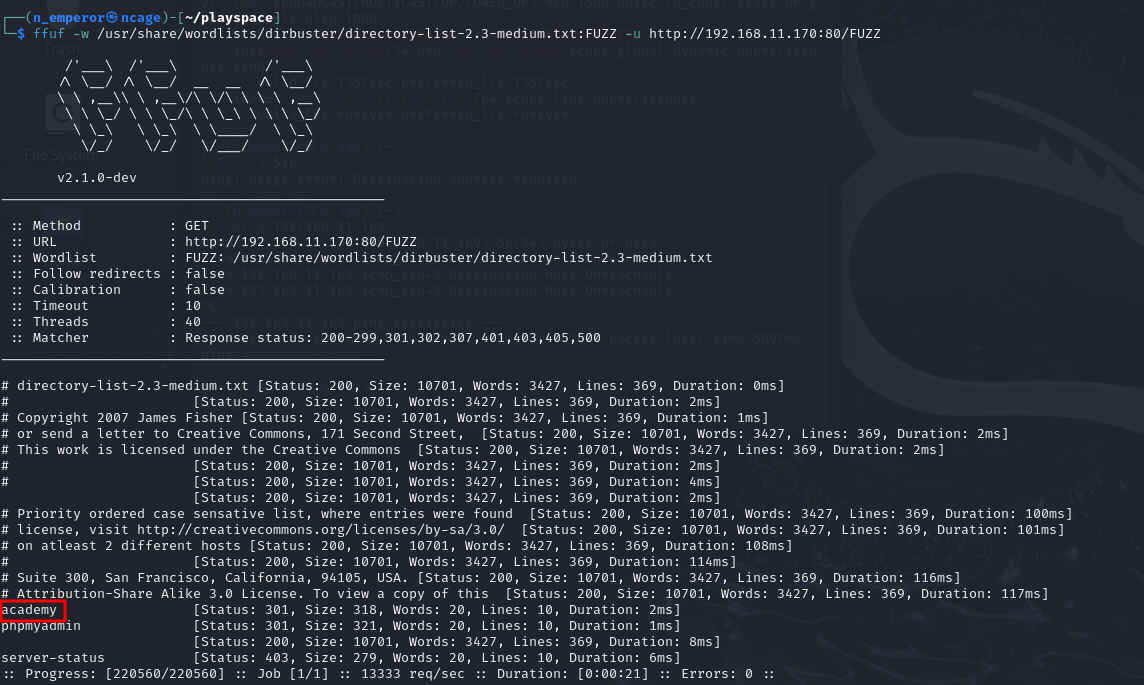 ┌──(n_emperor㉿ncage)-[~/playspace]
└─$ ffuf -w /usr/share/wordlists/dirbuster/directory-list-2.3-medium.txt:FUZZ -u http://192.168.11.170:80/FUZZ
v2.1.0-dev
:: Method : GET
:: URL : http://192.168.11.170:80/FUZZ
:: Wordlist : FUZZ: /usr/share/wordlists/dirbuster/directory-list-2.3-medium.txt
:: Follow redirects : false
:: Calibration : false
:: Timeout : 10
:: Threads : 40
:: Matcher : Response status: 200-299,301,302,307,401,403,405,500
# directory-list-2.3-medium.txt [Status: 200, Size: 10701, Words: 3427, Lines: 369, Duration: 0ms]
# [Status: 200, Size: 10701, Words: 3427, Lines: 369, Duration: 2ms]
# Copyright 2007 James Fisher [Status: 200, Size: 10701, Words: 3427, Lines: 369, Duration: 1ms]
# or send a letter to Creative Commons, 171 Second Street, [Status: 200, Size: 10701, Words: 3427, Lines: 369, Duration: 2ms]
# This work is licensed under the Creative Commons [Status: 200, Size: 10701, Words: 3427, Lines: 369, Duration: 2ms]
# [Status: 200, Size: 10701, Words: 3427, Lines: 369, Duration: 2ms]
# [Status: 200, Size: 10701, Words: 3427, Lines: 369, Duration: 4ms]
[Status: 200, Size: 10701, Words: 3427, Lines: 369, Duration: 2ms]
# Priority ordered case sensative list, where entries were found [Status: 200, Size: 10701, Words: 3427, Lines: 369, Duration: 100ms]
# license, visit http://creativecommons.org/licenses/by-sa/3.0/ [Status: 200, Size: 10701, Words: 3427, Lines: 369, Duration: 101ms]
# on atleast 2 different hosts [Status: 200, Size: 10701, Words: 3427, Lines: 369, Duration: 108ms]
# [Status: 200, Size: 10701, Words: 3427, Lines: 369, Duration: 114ms]
# Suite 300, San Francisco, California, 94105, USA. [Status: 200, Size: 10701, Words: 3427, Lines: 369, Duration: 116ms]
# Attribution-Share Alike 3.0 License. To view a copy of this [Status: 200, Size: 10701, Words: 3427, Lines: 369, Duration: 117ms]
academy [Status: 301, Size: 318, Words: 20, Lines: 10, Duration: 2ms]
phpmyadmin [Status: 301, Size: 321, Words: 20, Lines: 10, Duration: 1ms]
[Status: 200, Size: 10701, Words: 3427, Lines: 369, Duration: 8ms]
server-status [Status: 403, Size: 279, Words: 20, Lines: 10, Duration: 6ms]
:: Progress: [220560/220560] :: Job [1/1] :: 13333 req/sec :: Duration: [0:00:21] :: Errors: 0 ::